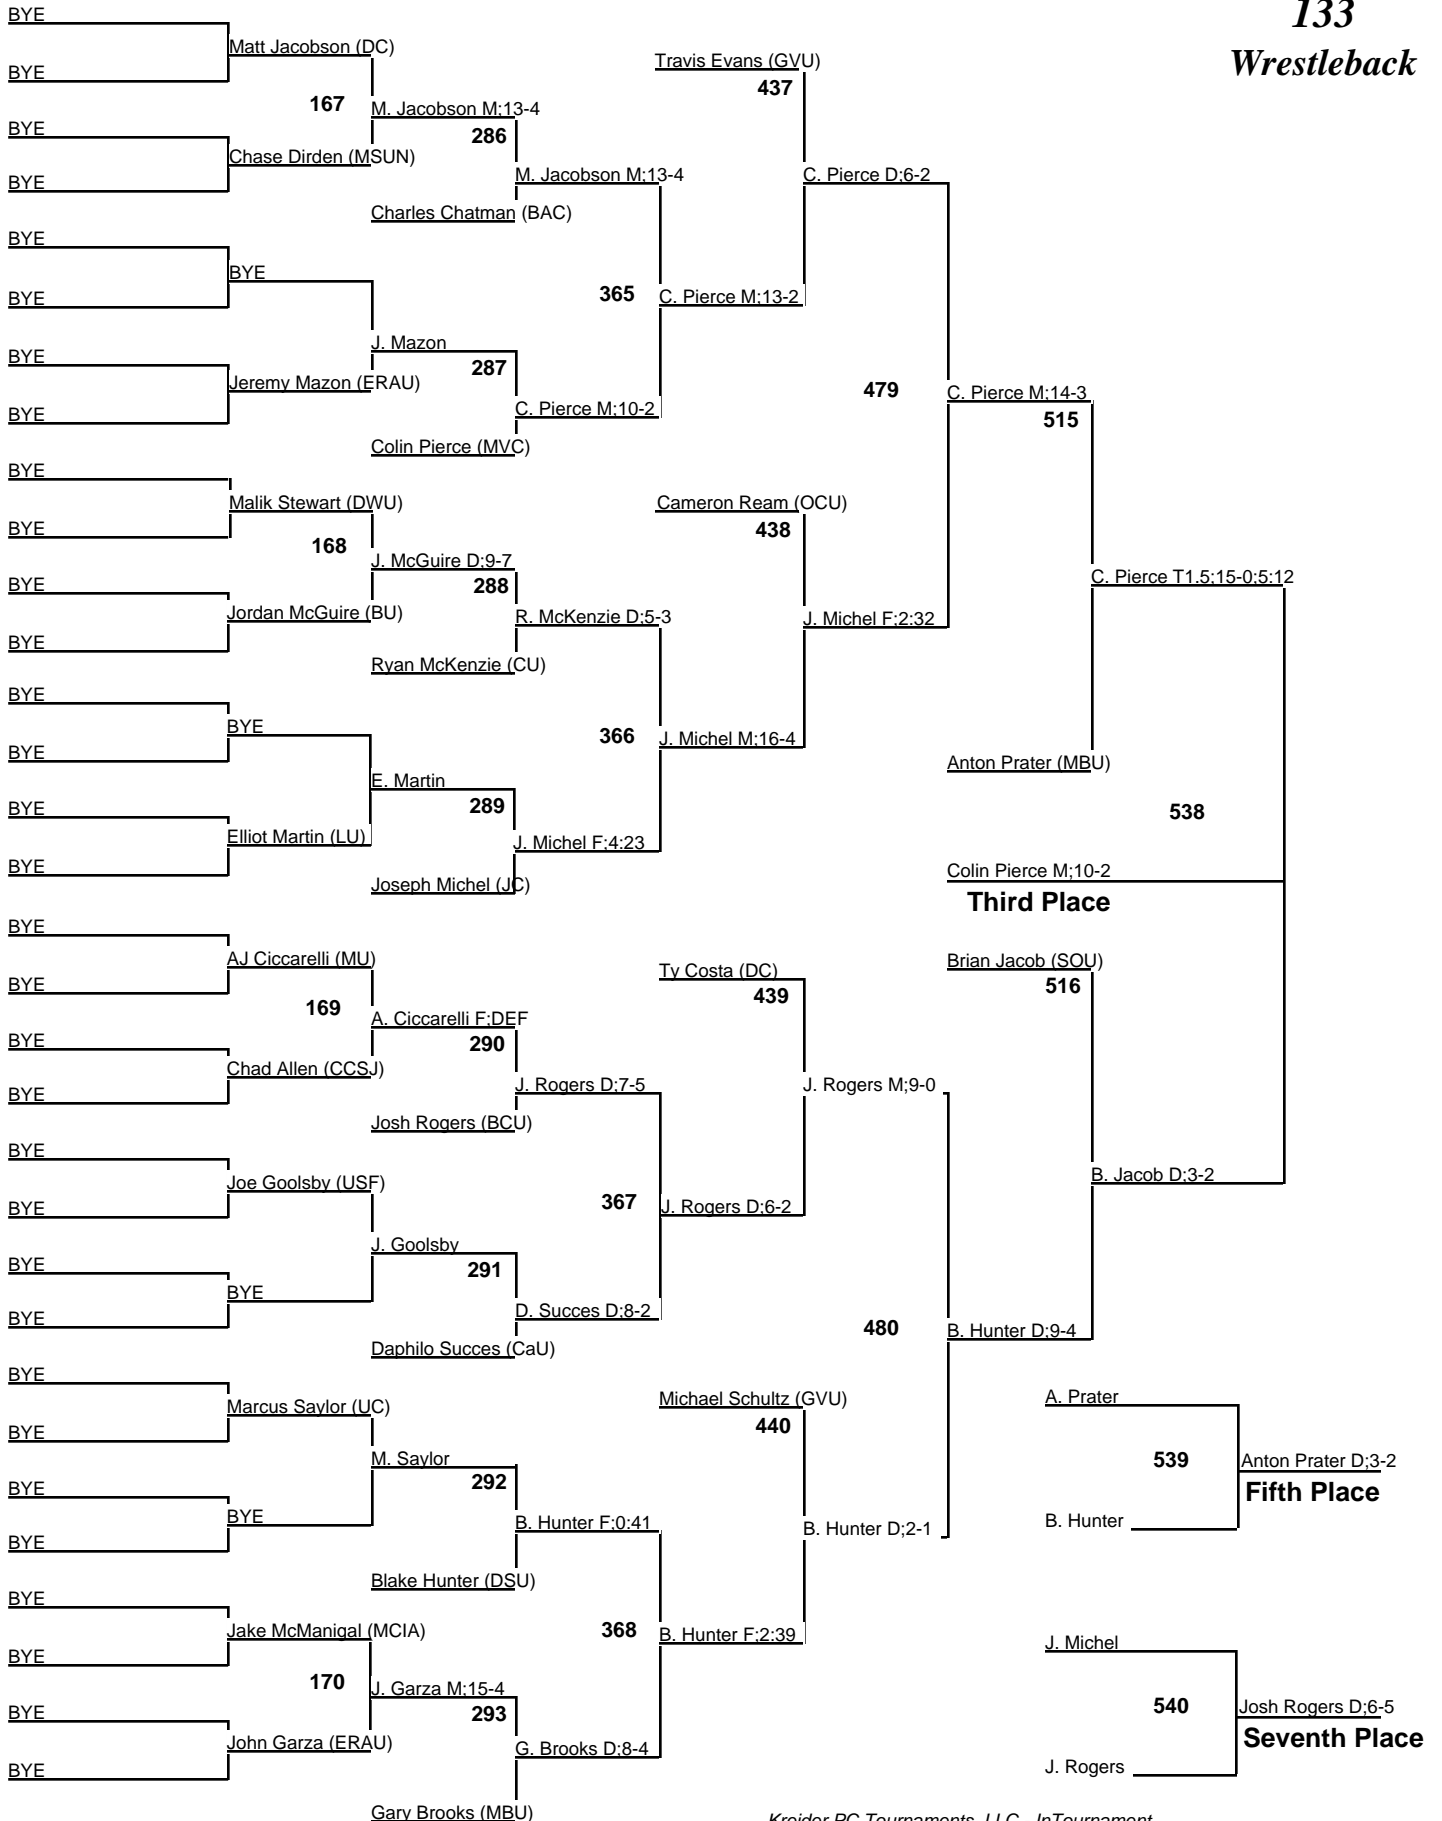 133
Wrestleback
BYE
Matt Jacobson (DC)
BYE
167
M. Jacobson M;13-4
BYE
286
Chase Dirden (MSUN)
BYE
M. Jacobson M;13-4
Charles Chatman (BAC)
BYE
BYE
BYE
365
C. Pierce M;13-2
J. Mazon
BYE
287
Jeremy Mazon (ERAU)
BYE
C. Pierce M;10-2
Colin Pierce (MVC)
Travis Evans (GVU)
437
C. Pierce D;6-2
479
C. Pierce M;14-3
515
BYE
Malik Stewart (DWU)
BYE
168
J. McGuire D;9-7
BYE
288
Jordan McGuire (BU)
BYE
R. McKenzie D;5-3
Ryan McKenzie (CU)
BYE
BYE
BYE
366
J. Michel M;16-4
E. Martin
BYE
289
Elliot Martin (LU)
BYE
J. Michel F;4:23
Joseph Michel (JC)
Cameron Ream (OCU)
438
J. Michel F;2:32
C. Pierce T1.5;15-0;5:12
Anton Prater (MBU)
538
Colin Pierce M;10-2
Third Place
BYE
AJ Ciccarelli (MU)
BYE
169
A. Ciccarelli F;DEF
BYE
290
Chad Allen (CCSJ)
BYE
J. Rogers D;7-5
Josh Rogers (BCU)
BYE
Joe Goolsby (USF)
BYE
367
J. Rogers D;6-2
J. Goolsby
BYE
291
BYE
BYE
D. Succes D;8-2
Daphilo Succes (CaU)
Ty Costa (DC)
439
J. Rogers M;9-0
Brian Jacob (SOU)
516
B. Jacob D;3-2
480
B. Hunter D;9-4
BYE
Marcus Saylor (UC)
BYE
M. Saylor
292
BYE
BYE
BYE
B. Hunter F;0:41
Blake Hunter (DSU)
BYE
Jake McManigal (MCIA)
BYE
368
B. Hunter F;2:39
170
J. Garza M;15-4
BYE
293
John Garza (ERAU)
BYE
G. Brooks D;8-4
Gary Brooks (MBU)
Michael Schultz (GVU)
440
B. Hunter D;2-1
A. Prater
539
Anton Prater D;3-2
Fifth Place
B. Hunter
J. Michel
540
Josh Rogers D;6-5
Seventh Place
J. Rogers
Kreider PC Tournaments, LLC - InTournament